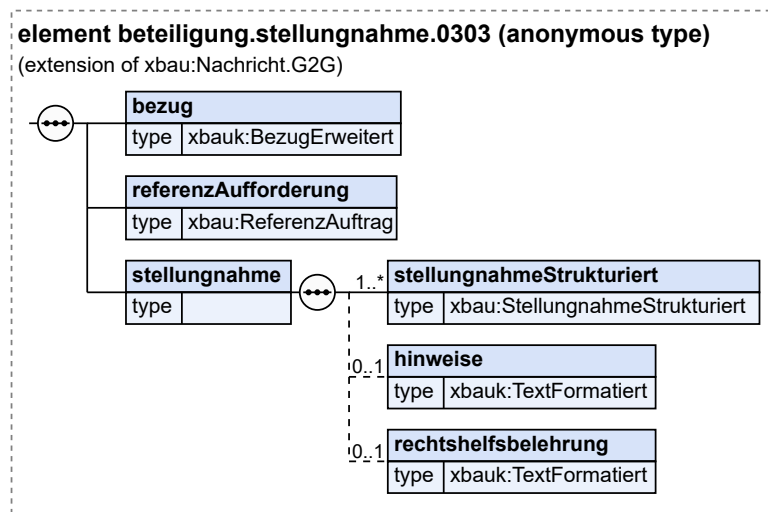 element beteiligung.stellungnahme.0303 (anonymous type)
(extension of xbau:Nachricht.G2G)
bezug
type xbauk:BezugErweitert
referenzAufforderung
type xbau:ReferenzAuftrag
stellungnahme
type
1..* stellungnahmeStrukturiert
type xbau:StellungnahmeStrukturiert
0..1 hinweise
type xbauk:TextFormatiert
0..1 rechtshelfsbelehrung
type xbauk:TextFormatiert